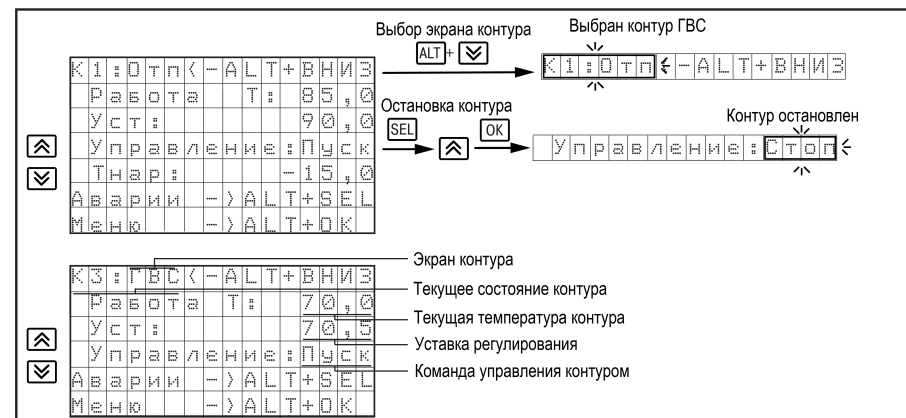 Выбор экрана контура
ALT + 
Выбран контур ГВС
К1:Отп<-ALT+ВНИЗ
К1:Отп<-ALT+ВНИЗ
Работа Т: 85,0
Уст: 90,0
Управление:Пуск
Тнар: -15,0
Аварии ->ALT+SEL
Меню ->ALT+OK
Остановка контура
SEL
OK
Контур остановлен
Управление:Стоп
К3:ГВС<-ALT+ВНИЗ
Работа Т: 70,0
Уст: 70,5
Управление:Пуск
Аварии ->ALT+SEL
Меню ->ALT+OK
Экран контура
Текущее состояние контура
Текущая температура контура
Уставка регулирования
Команда управления контуром